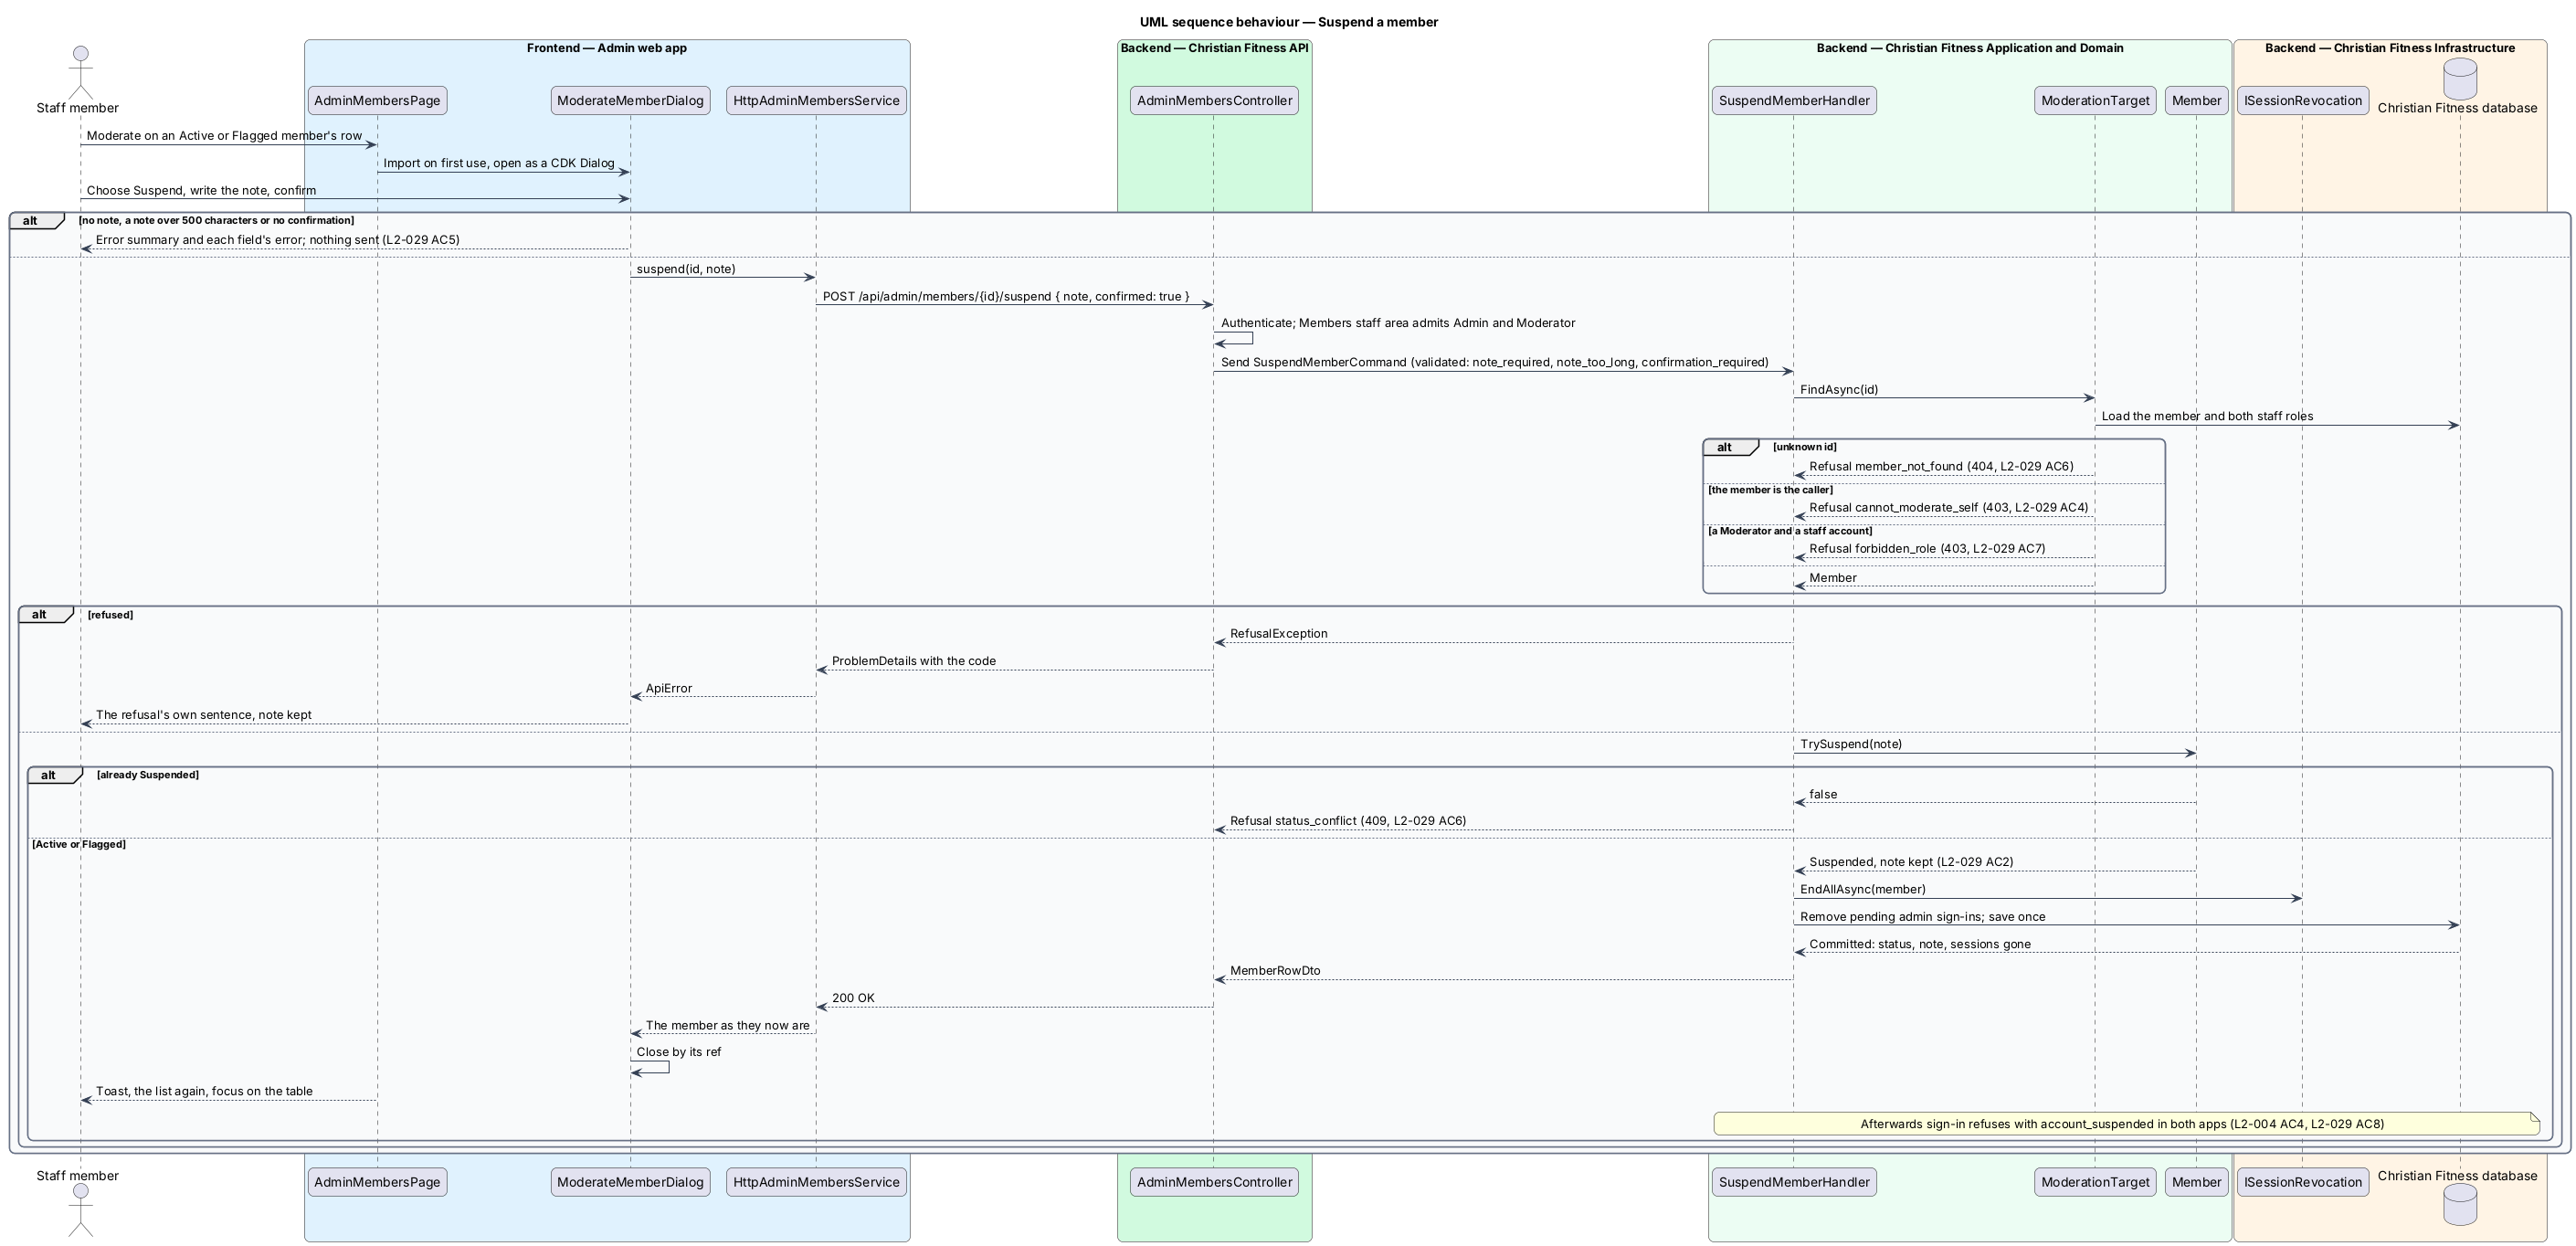 UML sequence behaviour — Suspend a member
Frontend — Admin web app
Backend — Christian Fitness API
Backend — Christian Fitness Application and Domain
Backend — Christian Fitness Infrastructure
Staff member
AdminMembersPage
ModerateMemberDialog
HttpAdminMembersService
AdminMembersController
SuspendMemberHandler
ModerationTarget
Member
ISessionRevocation
Christian Fitness database
Moderate on an Active or Flagged member's row
Import on first use, open as a CDK Dialog
Choose Suspend, write the note, confirm
alt [no note, a note over 500 characters or no confirmation]
Error summary and each field's error; nothing sent (L2-029 AC5)
suspend(id, note)
POST /api/admin/members/{id}/suspend { note, confirmed: true }
Authenticate; Members staff area admits Admin and Moderator
Send SuspendMemberCommand (validated: note_required, note_too_long, confirmation_required)
FindAsync(id)
Load the member and both staff roles
alt [unknown id]
Refusal member_not_found (404, L2-029 AC6)
[the member is the caller]
Refusal cannot_moderate_self (403, L2-029 AC4)
[a Moderator and a staff account]
Refusal forbidden_role (403, L2-029 AC7)
Member
alt [refused]
RefusalException
ProblemDetails with the code
ApiError
The refusal's own sentence, note kept
TrySuspend(note)
alt [already Suspended]
false
Refusal status_conflict (409, L2-029 AC6)
[Active or Flagged]
Suspended, note kept (L2-029 AC2)
EndAllAsync(member)
Remove pending admin sign-ins; save once
Committed: status, note, sessions gone
MemberRowDto
200 OK
The member as they now are
Close by its ref
Toast, the list again, focus on the table
Afterwards sign-in refuses with account_suspended in both apps (L2-004 AC4, L2-029 AC8)
Staff member
AdminMembersPage
ModerateMemberDialog
HttpAdminMembersService
AdminMembersController
SuspendMemberHandler
ModerationTarget
Member
ISessionRevocation
Christian Fitness database